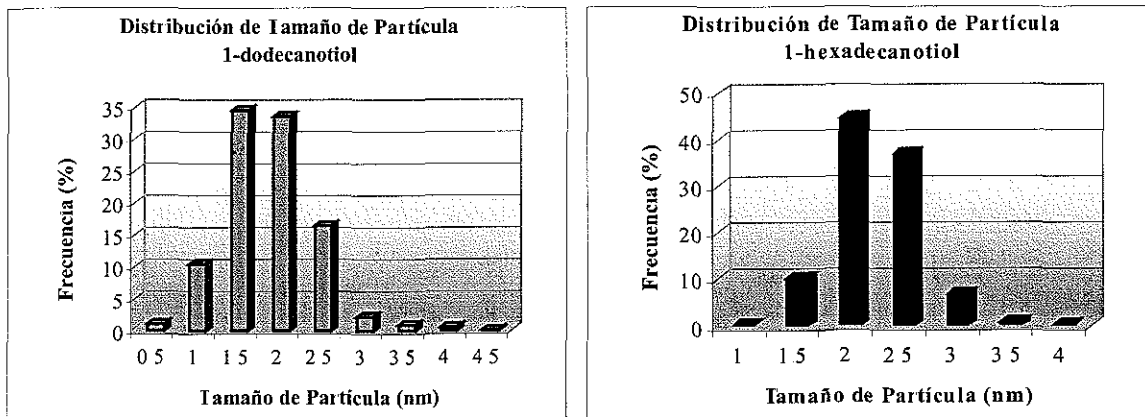 Distribución de Tamaño de Partícula
1-dodecanotiol
Frecuencia (%)
35
30
25
20
15
10
5
0
0 5 1 1 5 2 2 5 3 3 5 4 4 5
Tamaño de Partícula (nm)
Distribución de Tamaño de Partícula
1-hexadecanotiol
Frecuencia (%)
50
40
30
20
10
0
1 1 5 2 2 5 3 3 5 4
Tamaño de Partícula (nm)